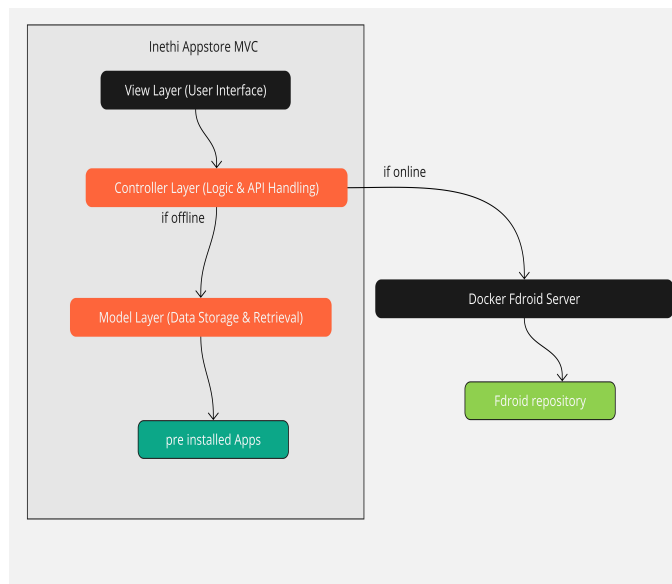 Inethi Appstore MVC
View Layer (User Interface)
if online
Controller Layer (Logic & API Handling)
if offline
Docker Fdroid Server
Model Layer (Data Storage & Retrieval)
Fdroid repository
pre installed Apps